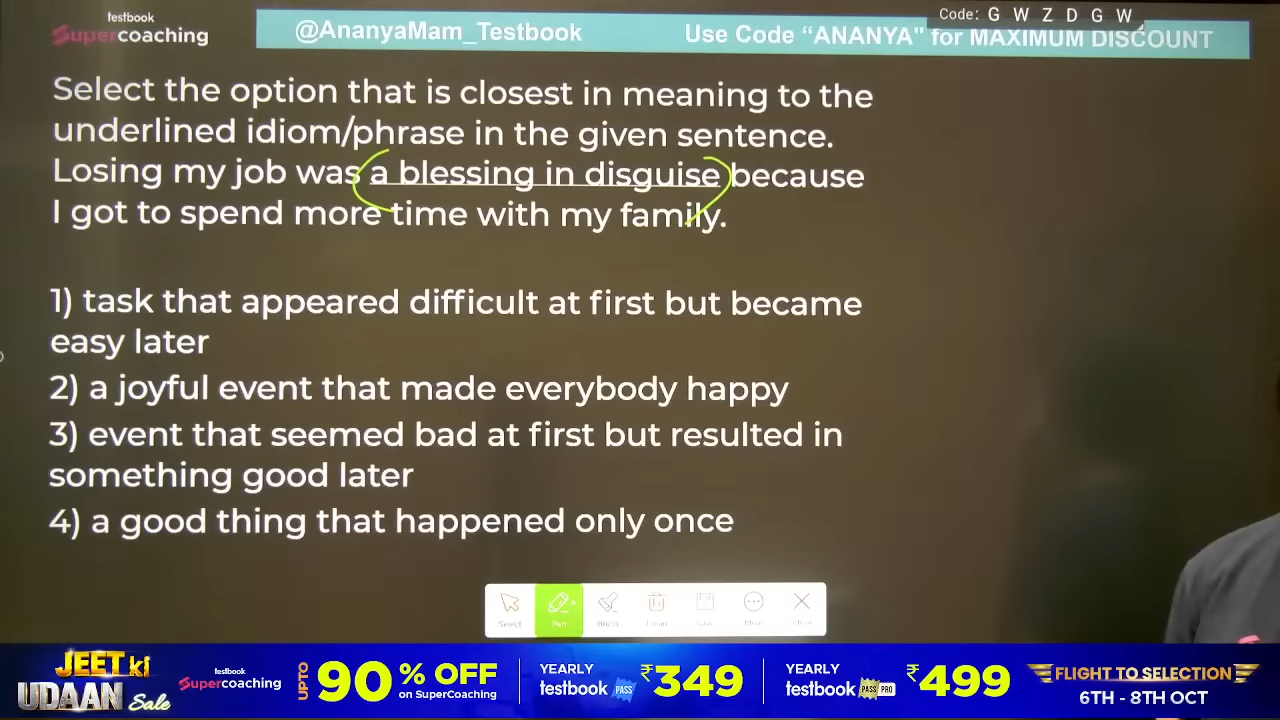 testbook
Supercoaching
@AnanyaMam_Testbook
Use Code “ANANYA" for MAXIMUM DISCOUNT
Code: G W Z D G W
Select the option that is closest in meaning to the
underlined idiom/phrase in the given sentence.
Losing my job was a blessing in disguise because
I got to spend more time with my family.
1) task that appeared difficult at first but became
easy later
2) a joyful event that made everybody happy
3) event that seemed bad at first but resulted in
something good later
4) a good thing that happened only once
Select
Pen
Brush
Save
More
JEET ki
UDAAN Sale
testbook
Supercoaching
UPTO 90% OFF
on SuperCoaching
YEARLY
testbook PASS
₹349
YEARLY
testbook PASS PRO
₹499
FLIGHT TO SELECTION
6TH - 8TH OCT